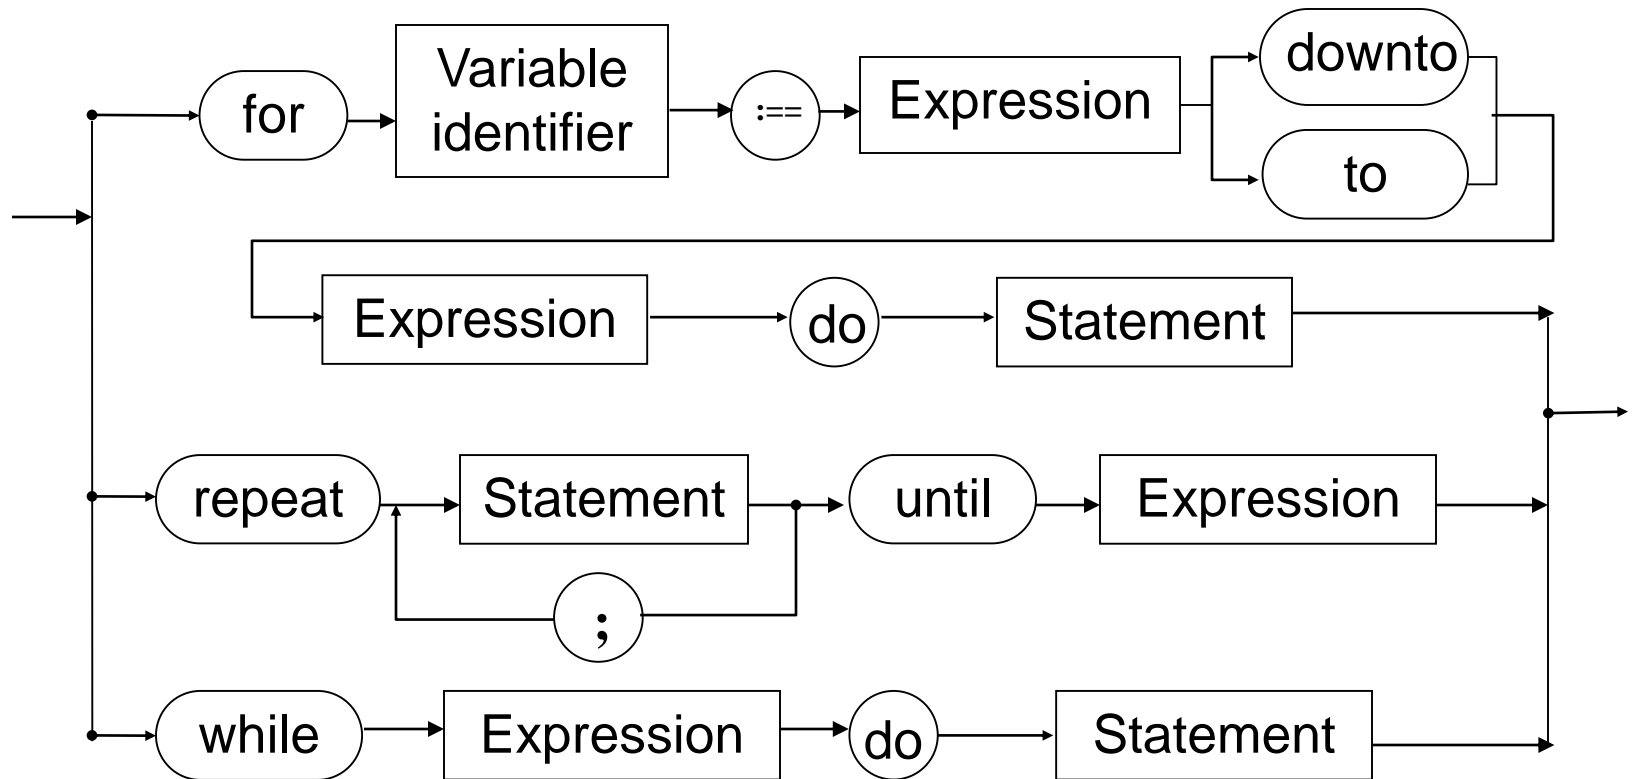 for
Variable
identifier
:==
Expression
downto
to
Expression
do
Statement
repeat
Statement
until
Expression
;
while
Expression
do
Statement